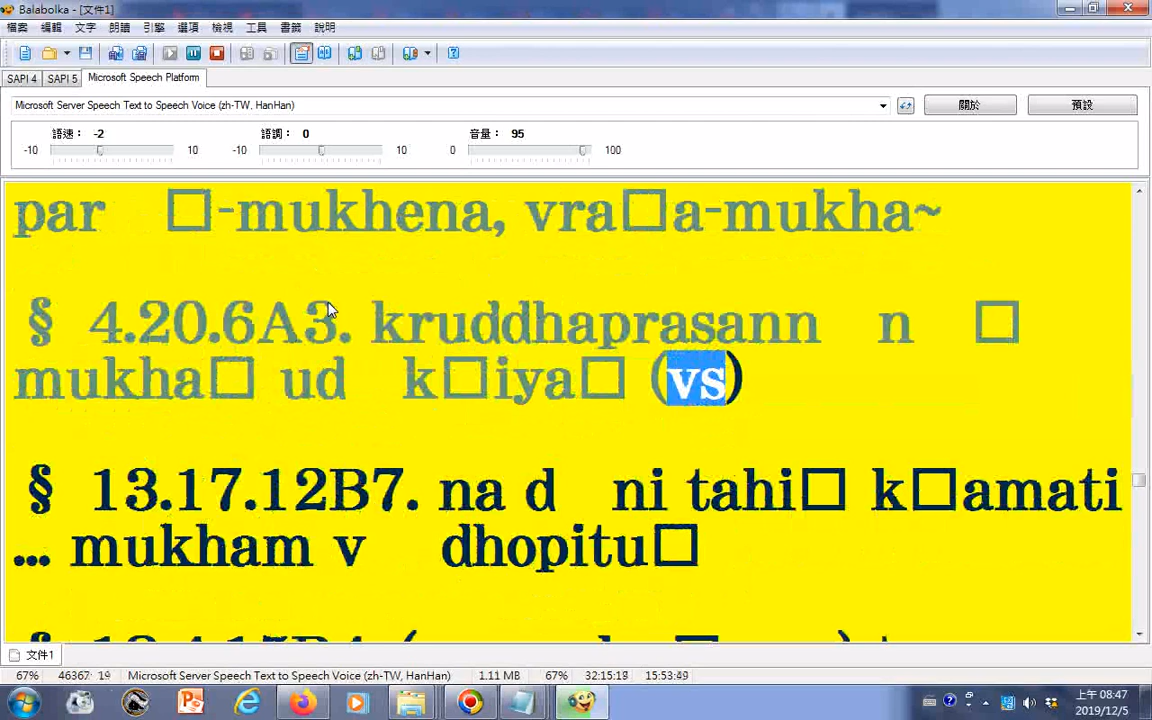 Balabolka - [文件1]
檔案 編輯 文字 朗讀 引擎 選項 檢視 工具 書籤 說明
SAPI 4 SAPI 5 Microsoft Speech Platform
Microsoft Server Speech Text to Speech Voice (zh-TW, HanHan) 關於 預設
語速： -2 語調： 0 音量： 95
-10 10 -10 10 0 100
par □-mukhena, vra□a-mukha~
§ 4.20.6A3. kruddhaprasann n □
mukha□ ud k□iya□ (vs)
§ 13.17.12B7. na d ni tahi□ k□amati
... mukham v dhopitu□
文件1
67% 46367: 19 Microsoft Server Speech Text to Speech Voice (zh-TW, HanHan) 1.11 MB 67% 32:15:18 15:53:49
上午 08:47
2019/12/5